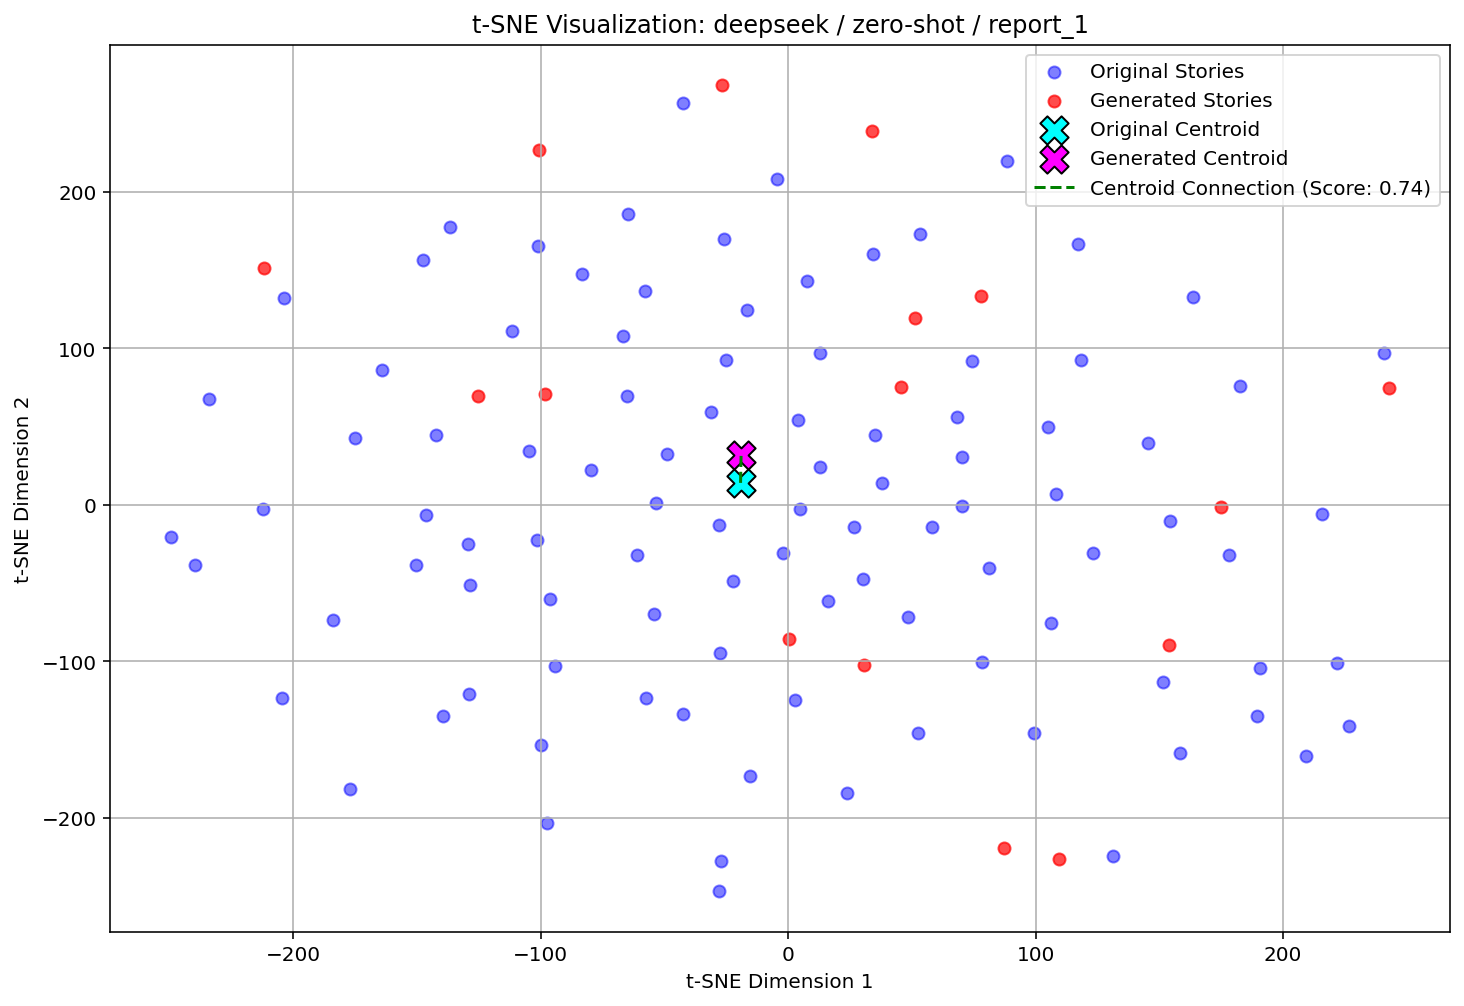 t-SNE Visualization: deepseek / zero-shot / report_1
Original Stories
Generated Stories
Original Centroid
Generated Centroid
Centroid Connection (Score: 0.74)
t-SNE Dimension 2
200
100
0
−100
−200
−200
−100
0
100
200
t-SNE Dimension 1